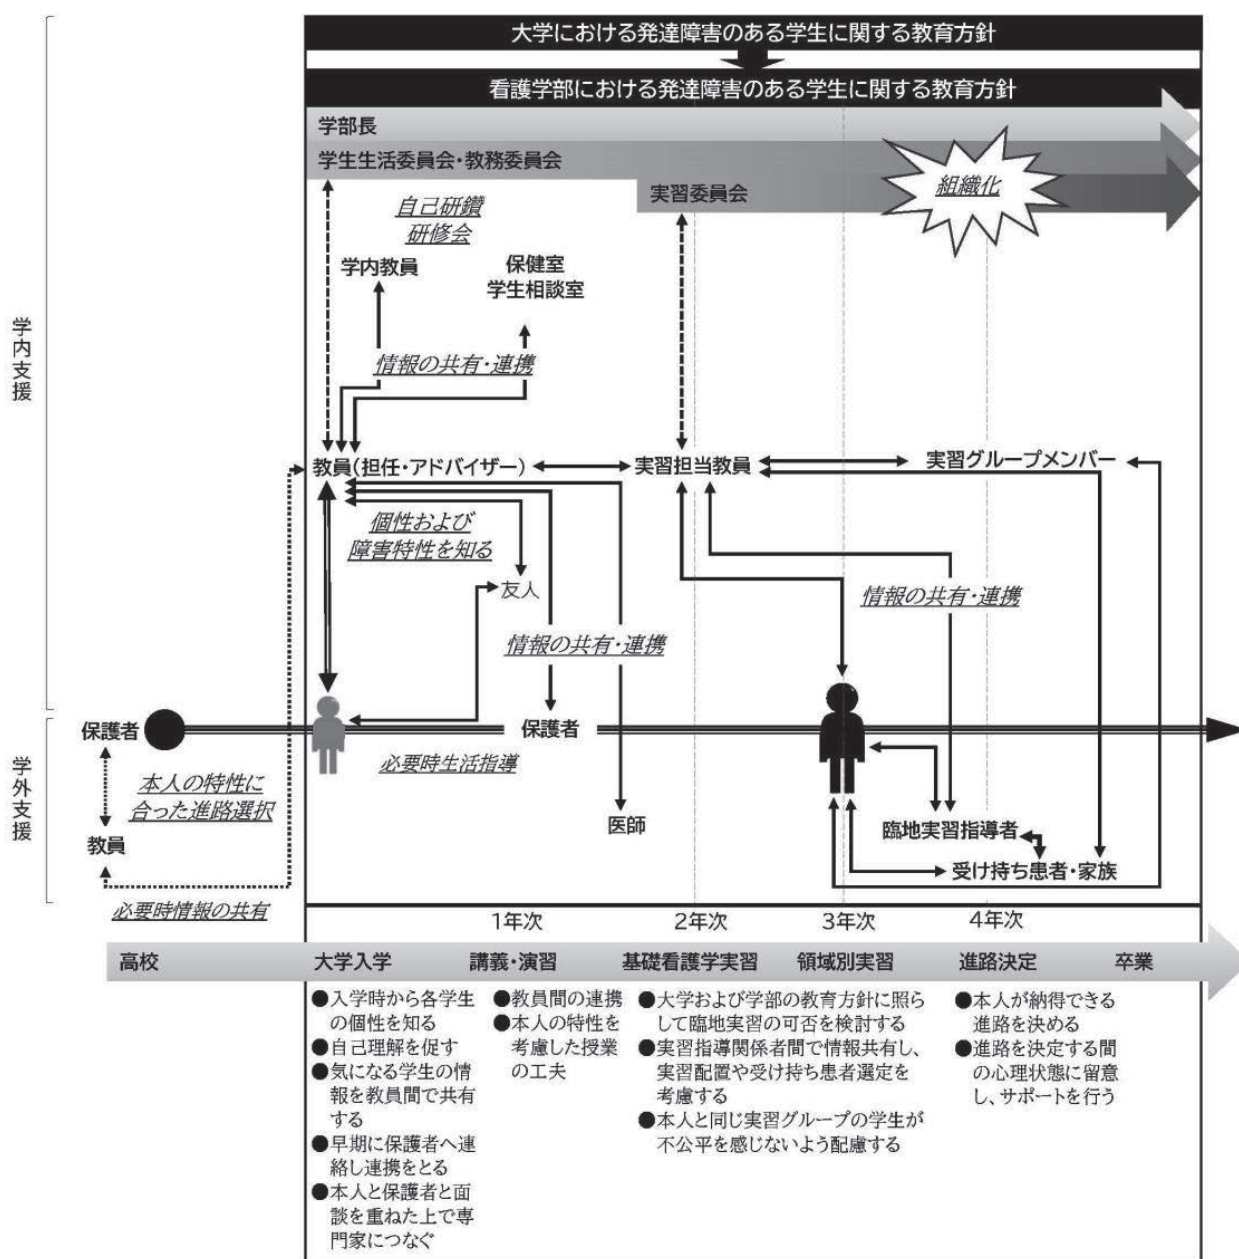 大学における発達障害のある学生に関する教育方針
看護学部における発達障害のある学生に関する教育方針
学部長
学生生活委員会・教務委員会
実習委員会
組織化
自己研鑽
研修会
学内教員
保健室
学生相談室
情報の共有・連携
学内支援
教員(担任・アドバイザー)
実習担当教員
実習グループメンバー
個性および
障害特性を知る
友人
情報の共有・連携
情報の共有・連携
学外支援
保護者
保護者
必要時生活指導
本人の特性に
合った進路選択
医師
教員
臨地実習指導者
受け持ち患者・家族
必要時情報の共有
1年次
2年次
3年次
4年次
高校
大学入学
講義・演習
基礎看護学実習
領域別実習
進路決定
卒業
●入学時から各学生
の個性を知る
●自己理解を促す
●気になる学生の情
報を教員間で共有
する
●早期に保護者へ連
絡し連携をとる
●本人と保護者と面
談を重ねた上で専
門家につなぐ
●教員間の連携
●本人の特性を
考慮した授業
の工夫
●大学および学部の教育方針に照ら
して臨地実習の可否を検討する
●実習指導関係者間で情報共有し、
実習配置や受け持ち患者選定を
考慮する
●本人と同じ実習グループの学生が
不公平を感じないよう配慮する
●本人が納得できる
進路を決める
●進路を決定する間
の心理状態に留意
し、サポートを行う